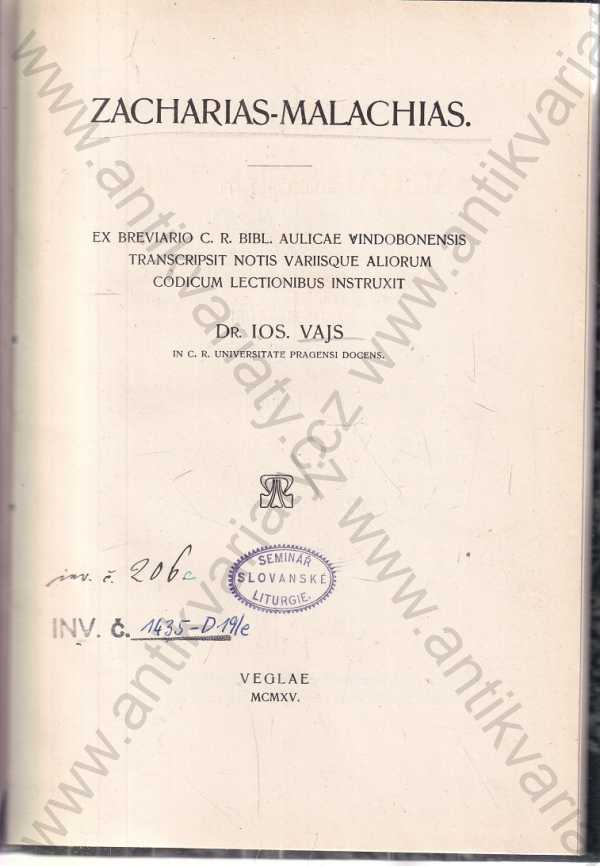 ZACHARIAS-MALACHIAS.
EX BREVIARIO C. R. BIBL. AULICAE VINDOBONENSIS
TRANSCRIPSIT NOTIS VARIISQUE ALIORUM
CODICUM LECTIONIBUS INSTRUXIT
DR. IOS. VAJS
IN C. R. UNIVERSITATE PRAGENSI DOCENS.
inv. č. 206c
SEMINÁŘ
SLOVANSKÉ
LITURGIE.
INV. č. 1435-D19/e
VEGLAE
MCMXV.
www.antikvariaty.cz
www.antikvariaty.cz